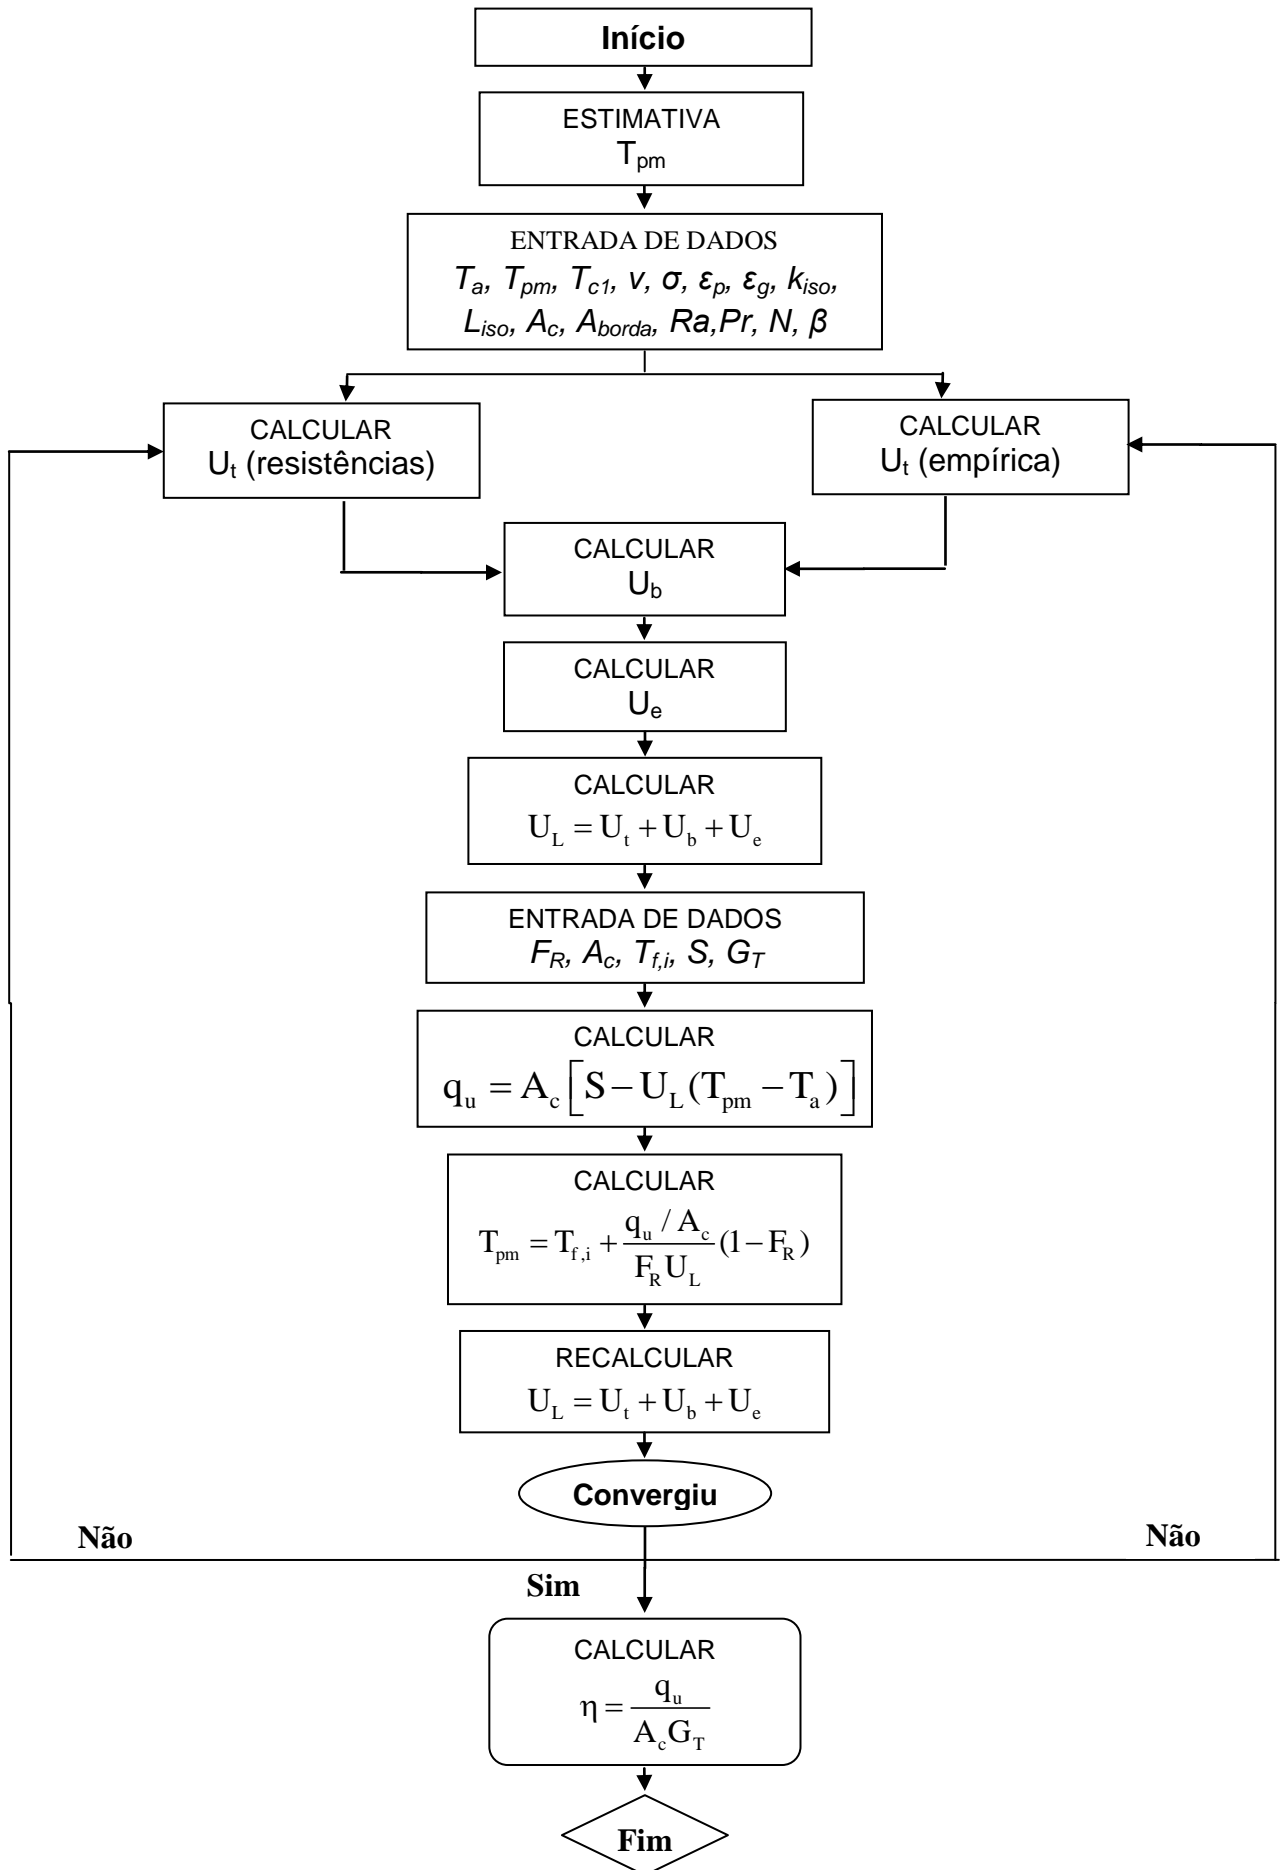 Início
ESTIMATIVA
T_pm
ENTRADA DE DADOS
T_a, T_pm, T_c1, v, σ, ε_p, ε_g, k_iso,
L_iso, A_c, A_borda, Ra,Pr, N, β
CALCULAR
U_t (resistências)
CALCULAR
U_t (empírica)
CALCULAR
U_b
CALCULAR
U_e
CALCULAR
U_L = U_t + U_b + U_e
ENTRADA DE DADOS
F_R, A_c, T_f,i, S, G_T
CALCULAR
q_u = A_c [S − U_L (T_pm − T_a)]
CALCULAR
T_pm = T_f,i + (q_u / A_c)/(F_R U_L) (1 − F_R)
RECALCULAR
U_L = U_t + U_b + U_e
Convergiu
Não
Não
Sim
CALCULAR
η = q_u/(A_c G_T)
Fim